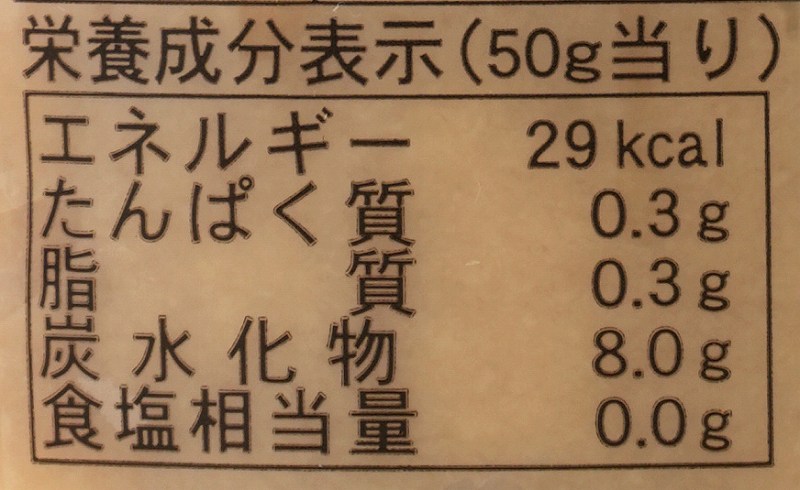 栄養成分表示(50g当り)
エネルギー 29 kcal
たんぱく質 0.3 g
脂質 0.3 g
炭水化物 8.0 g
食塩相当量 0.0 g